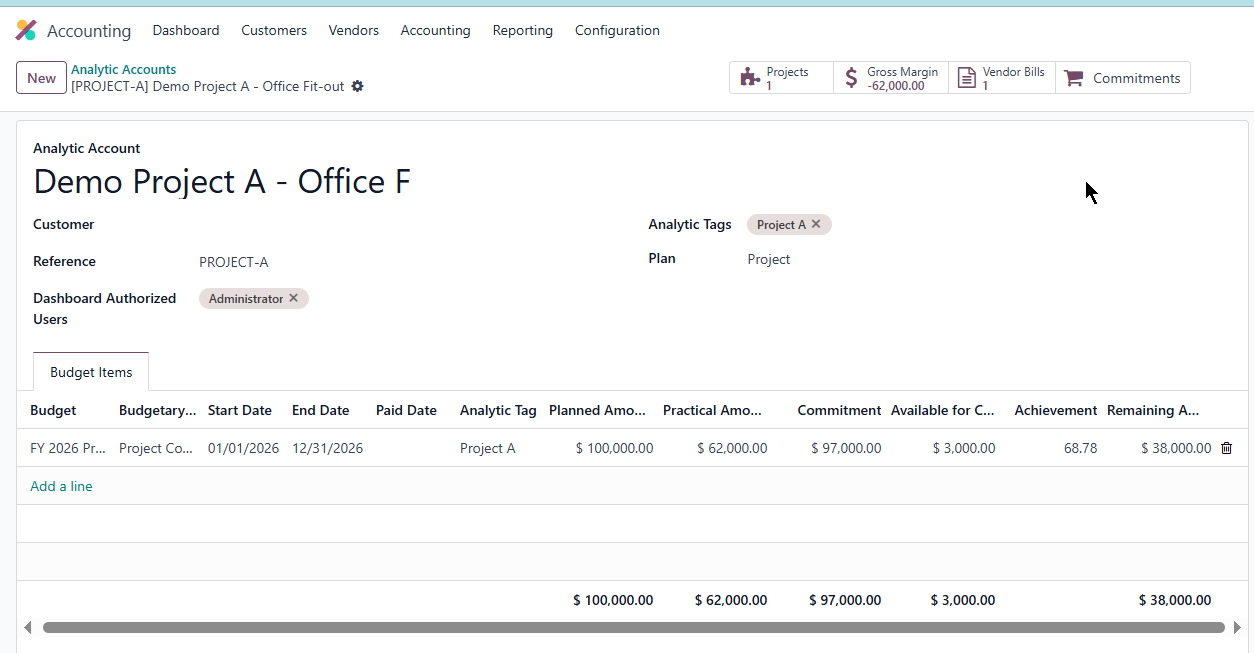 Accounting Dashboard Customers Vendors Accounting Reporting Configuration
New
Analytic Accounts
[PROJECT-A] Demo Project A - Office Fit-out
Projects
1
Gross Margin
-62,000.00
Vendor Bills
1
Commitments
Analytic Account
Demo Project A - Office F
Customer
Analytic Tags Project A
Reference PROJECT-A
Plan Project
Dashboard Authorized
Users
Administrator
Budget Items
Budget Budgetary... Start Date End Date Paid Date Analytic Tag Planned Amo... Practical Amo... Commitment Available for C... Achievement Remaining A...
FY 2026 Pr... Project Co... 01/01/2026 12/31/2026 Project A $ 100,000.00 $ 62,000.00 $ 97,000.00 $ 3,000.00 68.78 $ 38,000.00
Add a line
$ 100,000.00 $ 62,000.00 $ 97,000.00 $ 3,000.00 $ 38,000.00